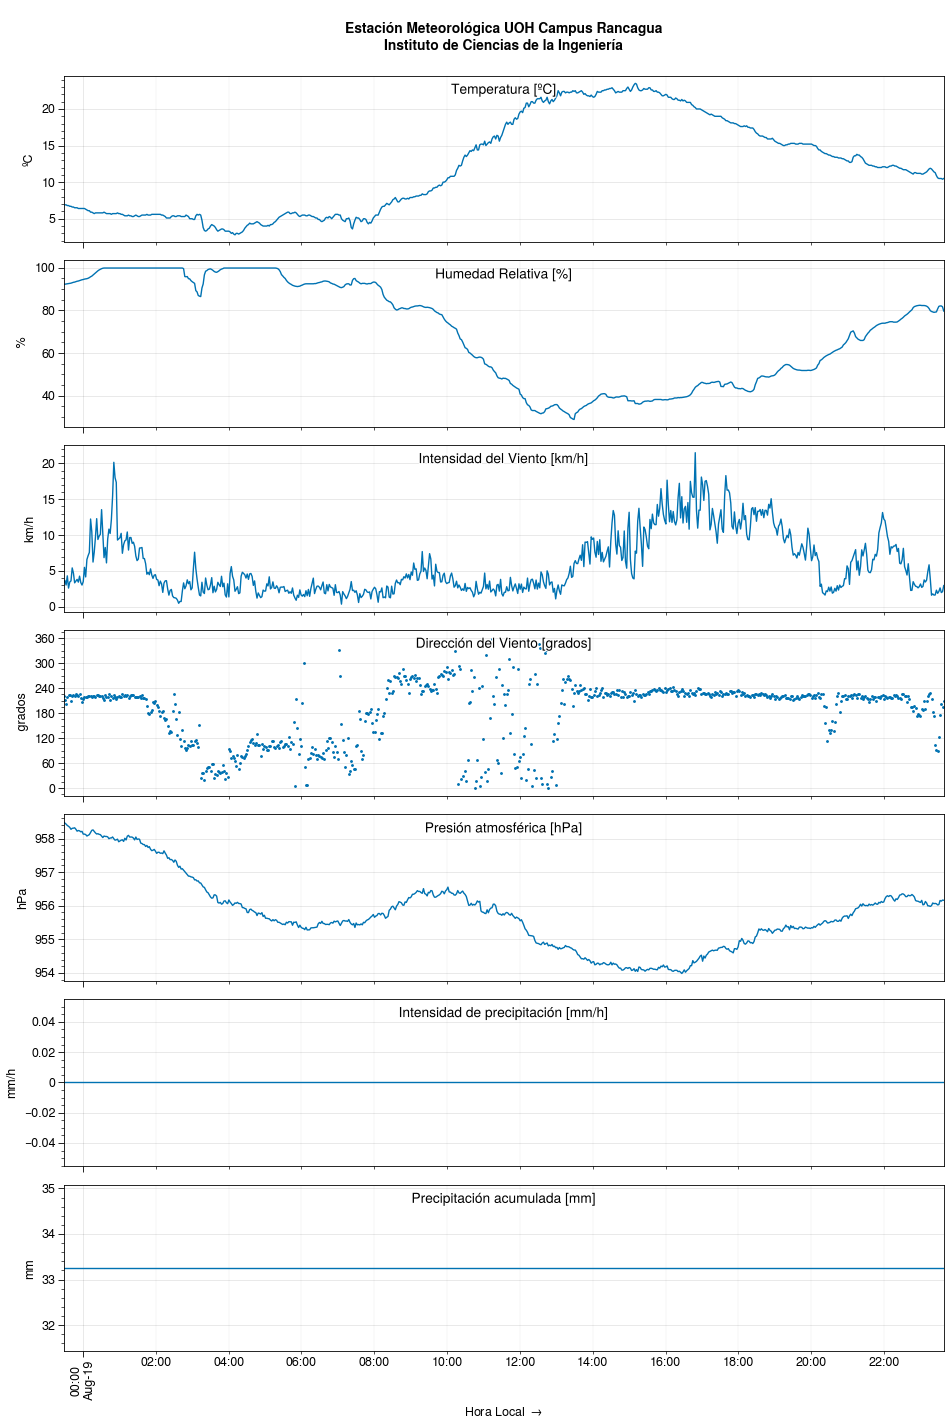 Estación Meteorológica UOH Campus Rancagua
Instituto de Ciencias de la Ingeniería
Temperatura [ºC]
ºC
20
15
10
5
Humedad Relativa [%]
%
100
80
60
40
Intensidad del Viento [km/h]
km/h
20
15
10
5
0
Dirección del Viento [grados]
grados
360
300
240
180
120
60
0
Presión atmosférica [hPa]
hPa
958
957
956
955
954
Intensidad de precipitación [mm/h]
mm/h
0.04
0.02
0
−0.02
−0.04
Precipitación acumulada [mm]
mm
35
34
33
32
00:00
Aug-19
02:00 04:00 06:00 08:00 10:00 12:00 14:00 16:00 18:00 20:00 22:00
Hora Local →